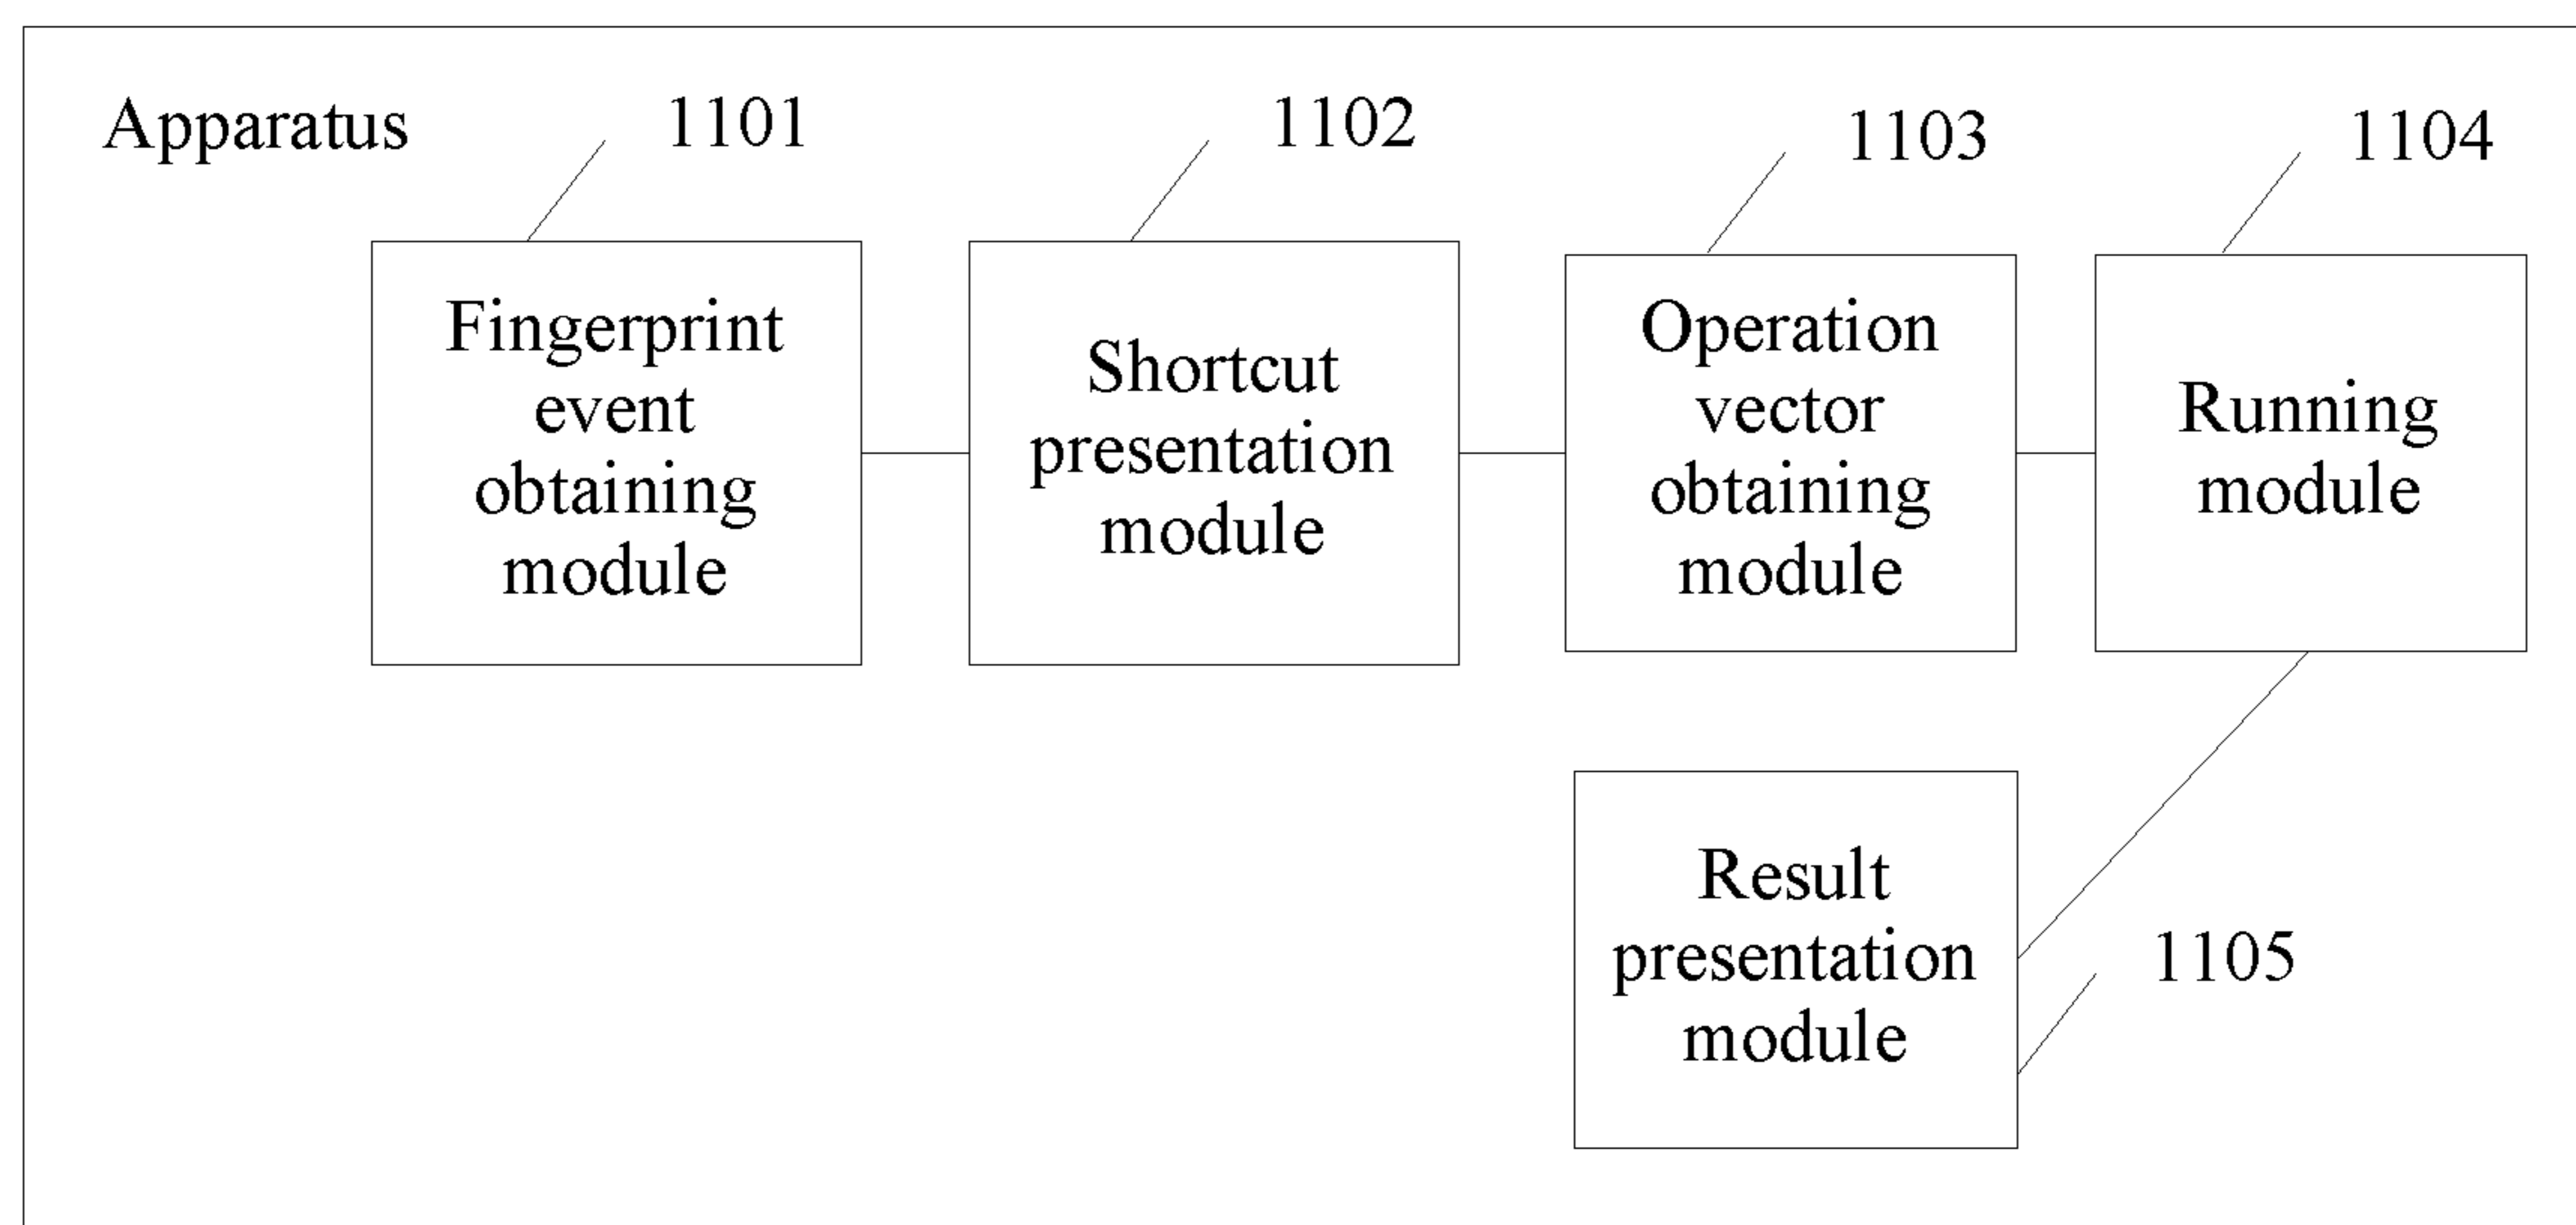 Apparatus
1101
1102
1103
1104
Fingerprint
event
obtaining
module
Shortcut
presentation
module
Operation
vector
obtaining
module
Running
module
Result
presentation
module
1105